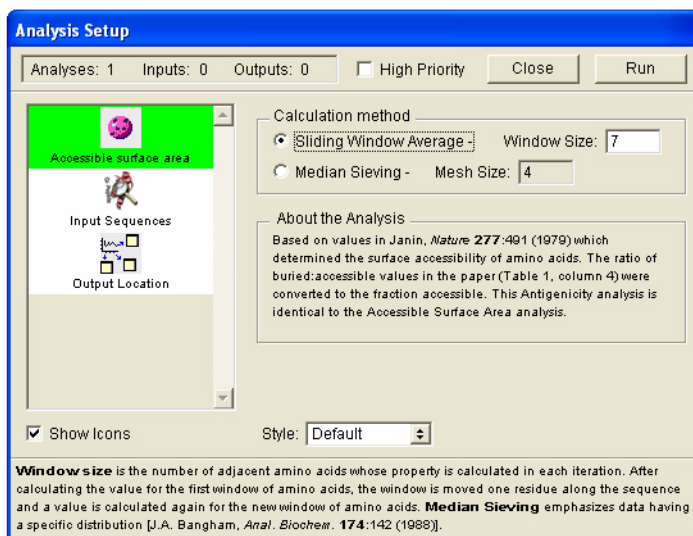 Analysis Setup
Analyses: 1 Inputs: 0 Outputs: 0 High Priority Close Run
Accessible surface area
Input Sequences
Output Location
Calculation method
Sliding Window Average - Window Size: 7
Median Sieving - Mesh Size: 4
About the Analysis
Based on values in Janin, Nature 277:491 (1979) which
determined the surface accessibility of amino acids. The ratio of
buried:accessible values in the paper (Table 1, column 4) were
converted to the fraction accessible. This Antigenicity analysis is
identical to the Accessible Surface Area analysis.
Show Icons Style: Default
Window size is the number of adjacent amino acids whose property is calculated in each iteration. After
calculating the value for the first window of amino acids, the window is moved one residue along the sequence
and a value is calculated again for the new window of amino acids. Median Sieving emphasizes data having
a specific distribution [J.A. Bangham, Anal. Biochem. 174:142 (1988)].